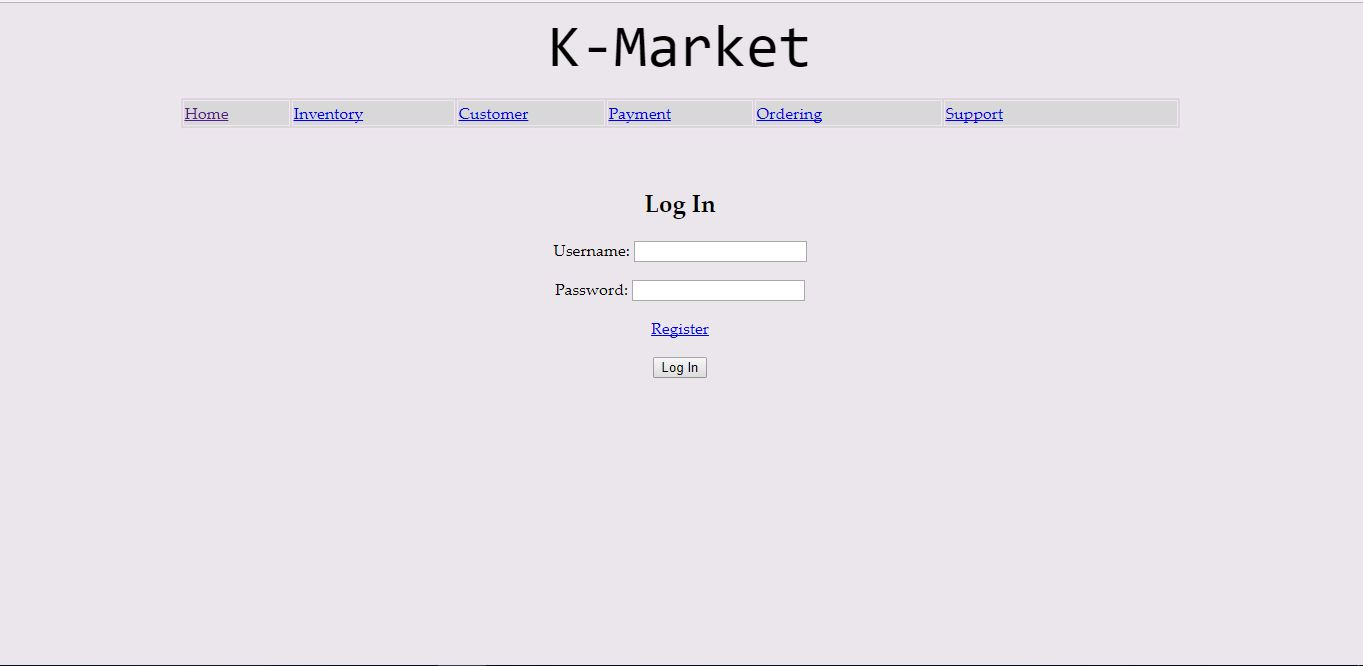 K-Market
Home Inventory Customer Payment Ordering Support
Log In
Username:
Password:
Register
Log In